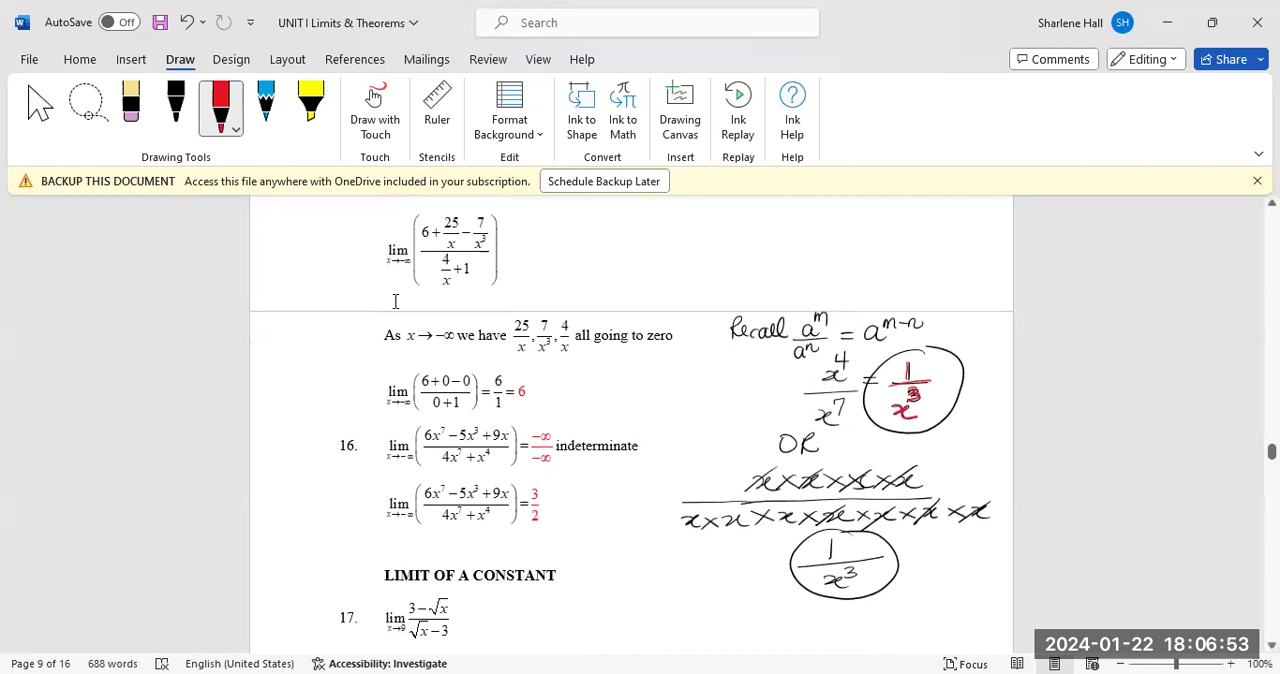 AutoSave Off UNIT I Limits & Theorems Search Sharlene Hall SH
File Home Insert Draw Design Layout References Mailings Review View Help Comments Editing Share
Draw with Touch Ruler Format Background Ink to Shape Ink to Math Drawing Canvas Ink Replay Ink Help
Drawing Tools Touch Stencils Edit Convert Insert Replay Help
BACKUP THIS DOCUMENT Access this file anywhere with OneDrive included in your subscription. Schedule Backup Later
lim x→-∞ ( (6 + 25/x − 7/x³) / (4/x + 1) )
As x → −∞ we have 25/x, 7/x³, 4/x all going to zero
lim x→-∞ ( (6+0−0) / (0+1) ) = 6/1 = 6
16. lim x→-∞ ( (6x⁷ − 5x³ + 9x) / (4x⁷ + x⁴) ) = −∞/−∞ indeterminate
lim x→-∞ ( (6x⁷ − 5x³ + 9x) / (4x⁷ + x⁴) ) = 3/2
LIMIT OF A CONSTANT
17. lim x→9 (3 − √x) / (√x − 3)
Recall aᵐ/aⁿ = aᵐ⁻ⁿ
x⁴/x⁷ = 1/x³
OR
x×x×x×x
x×x×x×x×x×x×x
1/x³
2024-01-22 18:06:53
Page 9 of 16 688 words English (United States) Accessibility: Investigate Focus 100%